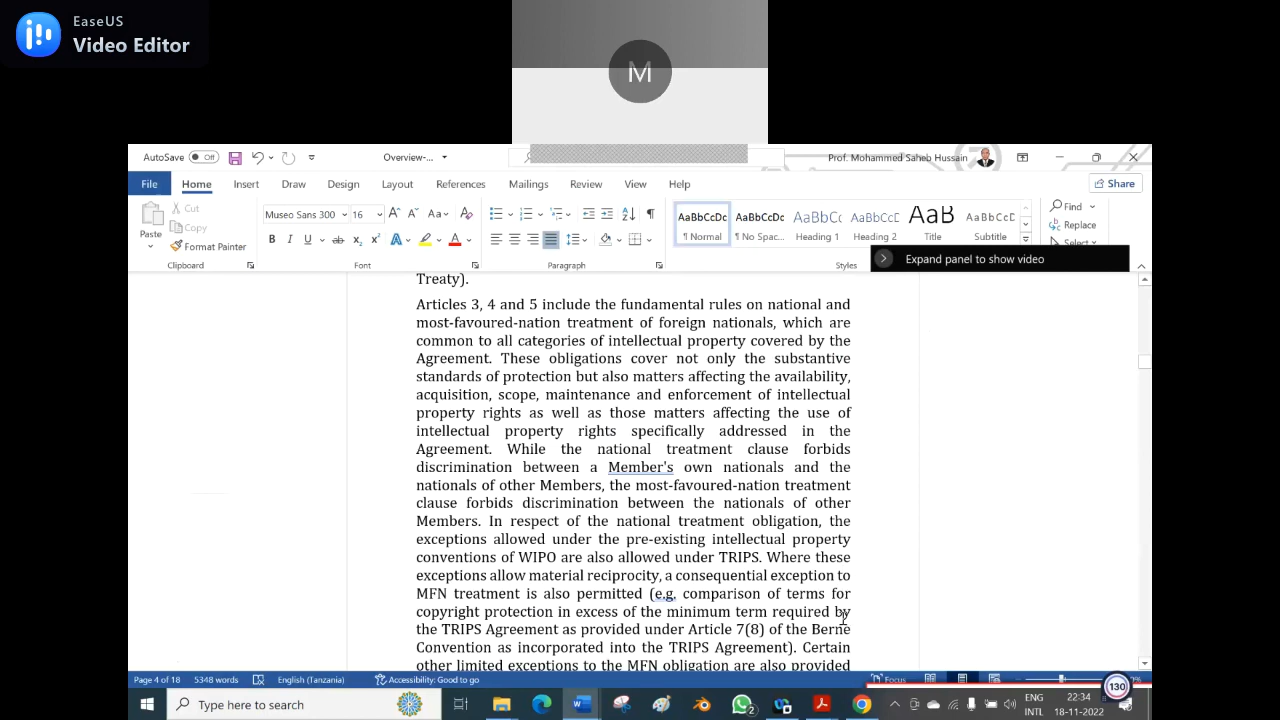 EaseUS
Video Editor
M
AutoSave Off Overview-... Prof. Mohammed Saheb Hussain
File Home Insert Draw Design Layout References Mailings Review View Help Share
Paste Cut Copy Format Painter
Museo Sans 300 16
AaBbCcDc AaBbCcDc AaBbCc AaBbCcD AaB AaBbCcD
¶ Normal ¶ No Spac... Heading 1 Heading 2 Title Subtitle
Find
Replace
Select
Clipboard Font Paragraph Styles
Expand panel to show video
Treaty).
Articles 3, 4 and 5 include the fundamental rules on national and
most-favoured-nation treatment of foreign nationals, which are
common to all categories of intellectual property covered by the
Agreement. These obligations cover not only the substantive
standards of protection but also matters affecting the availability,
acquisition, scope, maintenance and enforcement of intellectual
property rights as well as those matters affecting the use of
intellectual property rights specifically addressed in the
Agreement. While the national treatment clause forbids
discrimination between a Member's own nationals and the
nationals of other Members, the most-favoured-nation treatment
clause forbids discrimination between the nationals of other
Members. In respect of the national treatment obligation, the
exceptions allowed under the pre-existing intellectual property
conventions of WIPO are also allowed under TRIPS. Where these
exceptions allow material reciprocity, a consequential exception to
MFN treatment is also permitted (e.g. comparison of terms for
copyright protection in excess of the minimum term required by
the TRIPS Agreement as provided under Article 7(8) of the Berne
Convention as incorporated into the TRIPS Agreement). Certain
other limited exceptions to the MFN obligation are also provided
Page 4 of 18 5348 words English (Tanzania) Accessibility: Good to go Focus
130
Type here to search
2
ENG 22:34
INTL 18-11-2022